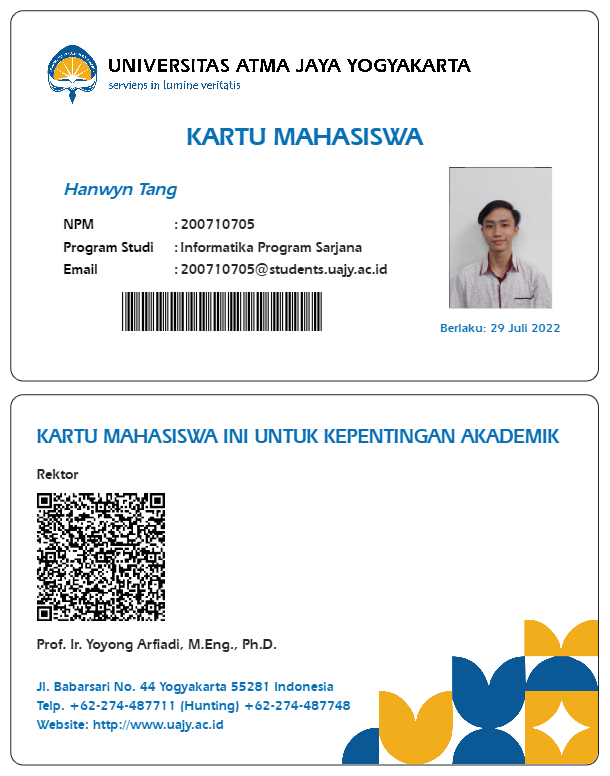 UNIVERSITAS ATMA JAYA YOGYAKARTA
serviens in lumine veritatis
KARTU MAHASISWA
Hanwyn Tang
NPM : 200710705
Program Studi : Informatika Program Sarjana
Email : 200710705@students.uajy.ac.id
Berlaku: 29 Juli 2022
KARTU MAHASISWA INI UNTUK KEPENTINGAN AKADEMIK
Rektor
Prof. Ir. Yoyong Arfiadi, M.Eng., Ph.D.
Jl. Babarsari No. 44 Yogyakarta 55281 Indonesia
Telp. +62-274-487711 (Hunting) +62-274-487748
Website: http://www.uajy.ac.id